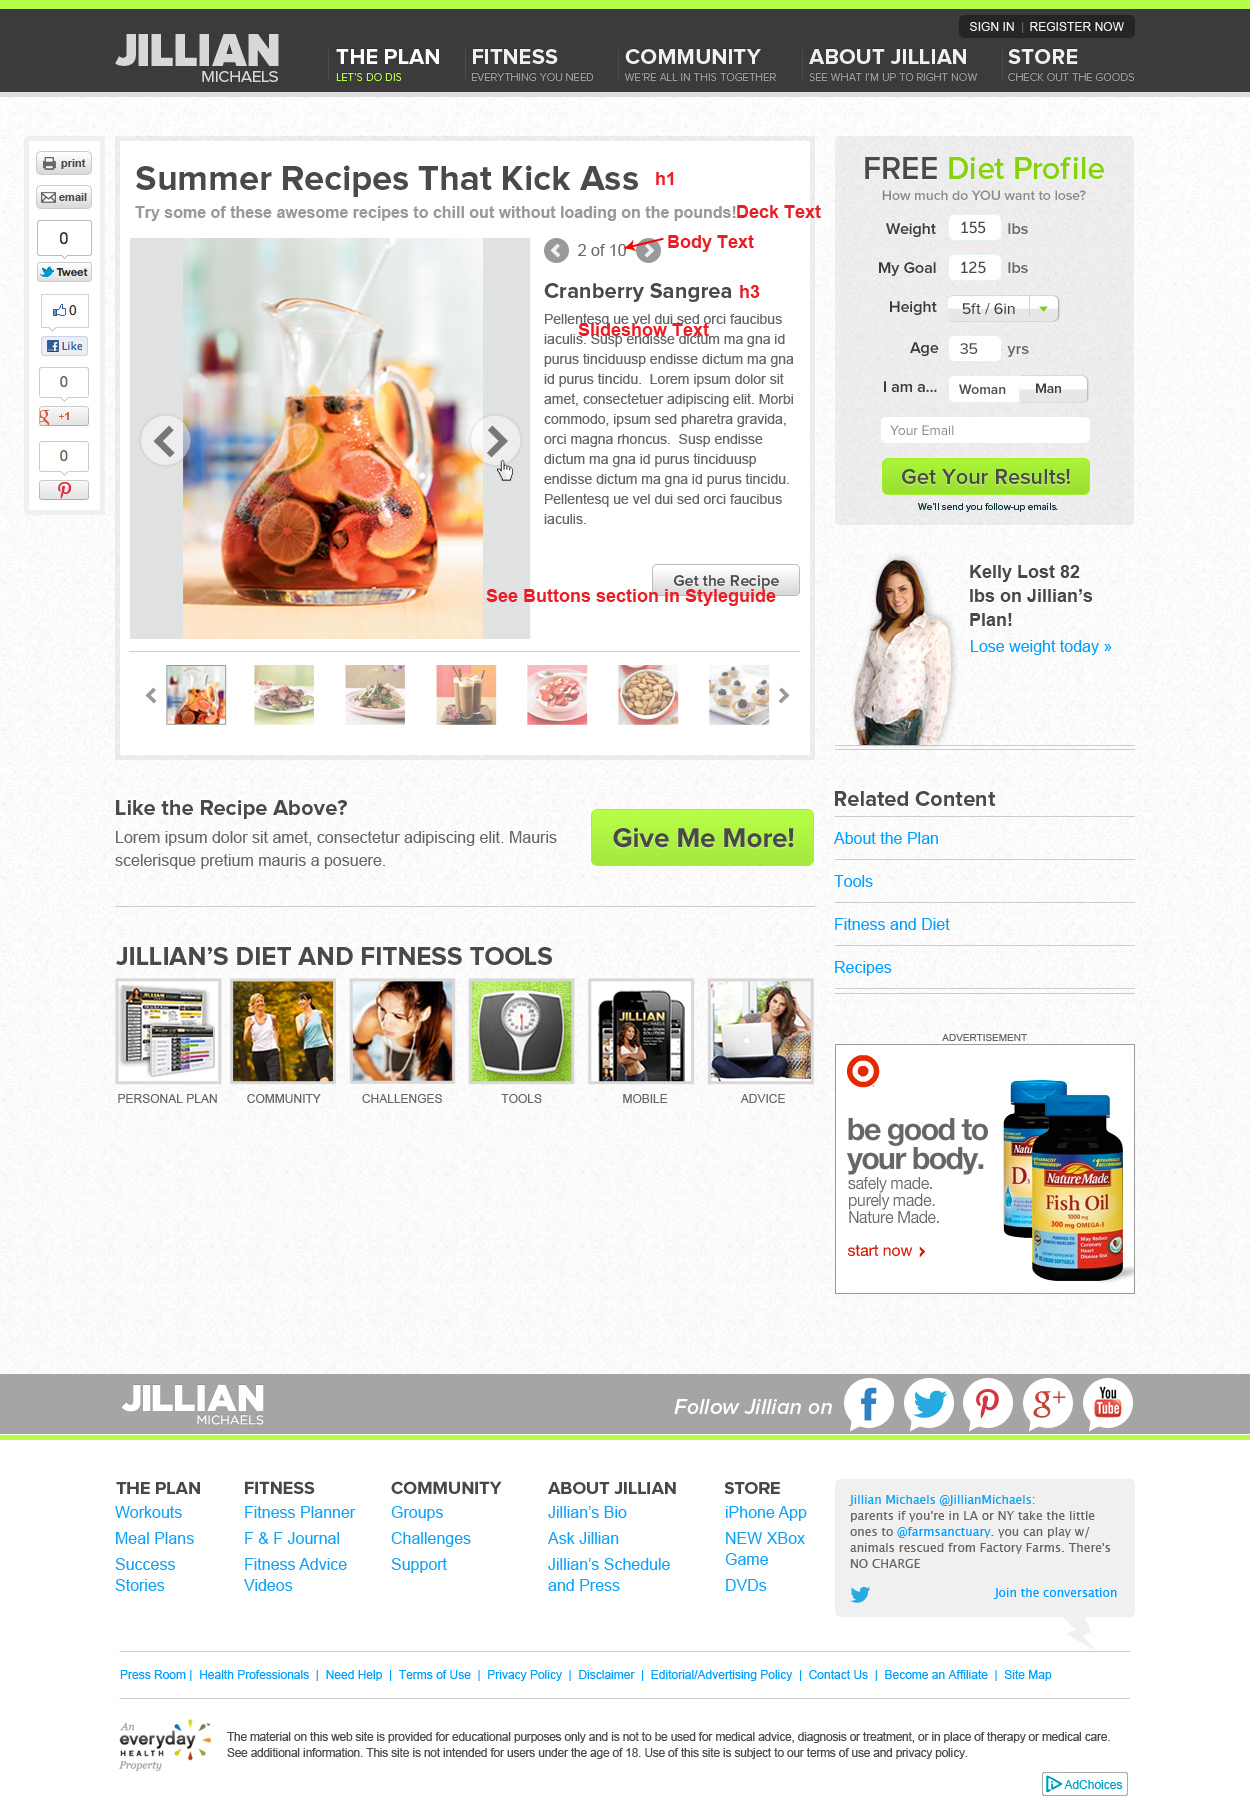 SIGN IN | REGISTER NOW
JILLIAN
MICHAELS
THE PLAN
LET'S DO DIS
FITNESS
EVERYTHING YOU NEED
COMMUNITY
WE'RE ALL IN THIS TOGETHER
ABOUT JILLIAN
SEE WHAT I'M UP TO RIGHT NOW
STORE
CHECK OUT THE GOODS
print
email
0
Tweet
0
Like
0
+1
0
Summer Recipes That Kick Ass h1
Try some of these awesome recipes to chill out without loading on the pounds! Deck Text
2 of 10 Body Text
Cranberry Sangrea h3
Slideshow Text
Pellentesq ue vel dui sed orci faucibus
iaculis. Susp endisse dictum ma gna id
purus tinciduusp endisse dictum ma gna
id purus tincidu. Lorem ipsum dolor sit
amet, consectetuer adipiscing elit. Morbi
commodo, ipsum sed pharetra gravida,
orci magna rhoncus. Susp endisse
dictum ma gna id purus tinciduusp
endisse dictum ma gna id purus tincidu.
Pellentesq ue vel dui sed orci faucibus
iaculis.
Get the Recipe
See Buttons section in Styleguide
FREE Diet Profile
How much do YOU want to lose?
Weight 155 lbs
My Goal 125 lbs
Height 5ft / 6in
Age 35 yrs
I am a... Woman Man
Your Email
Get Your Results!
We'll send you follow-up emails.
Kelly Lost 82
lbs on Jillian's
Plan!
Lose weight today »
Like the Recipe Above?
Lorem ipsum dolor sit amet, consectetur adipiscing elit. Mauris
scelerisque pretium mauris a posuere.
Give Me More!
Related Content
About the Plan
Tools
Fitness and Diet
Recipes
JILLIAN'S DIET AND FITNESS TOOLS
JILLIAN
MICHAELS
PERSONAL PLAN
COMMUNITY
CHALLENGES
TOOLS
MOBILE
ADVICE
ADVERTISEMENT
be good to
your body.
safely made.
purely made.
Nature Made.
start now
Nature Made
Fish Oil
1000 mg
300 mg OMEGA-3
May Reduce
Coronary
Heart
Disease Risk
JILLIAN
MICHAELS
Follow Jillian on
f
g+
You
Tube
THE PLAN
Workouts
Meal Plans
Success
Stories
FITNESS
Fitness Planner
F & F Journal
Fitness Advice
Videos
COMMUNITY
Groups
Challenges
Support
ABOUT JILLIAN
Jillian's Bio
Ask Jillian
Jillian's Schedule
and Press
STORE
iPhone App
NEW XBox
Game
DVDs
Jillian Michaels @JillianMichaels:
parents if you're in LA or NY take the little
ones to @farmsanctuary. you can play w/
animals rescued from Factory Farms. There's
NO CHARGE
Join the conversation
Press Room | Health Professionals | Need Help | Terms of Use | Privacy Policy | Disclaimer | Editorial/Advertising Policy | Contact Us | Become an Affiliate | Site Map
An
everyday
HEALTH
Property
The material on this web site is provided for educational purposes only and is not to be used for medical advice, diagnosis or treatment, or in place of therapy or medical care.
See additional information. This site is not intended for users under the age of 18. Use of this site is subject to our terms of use and privacy policy.
AdChoices